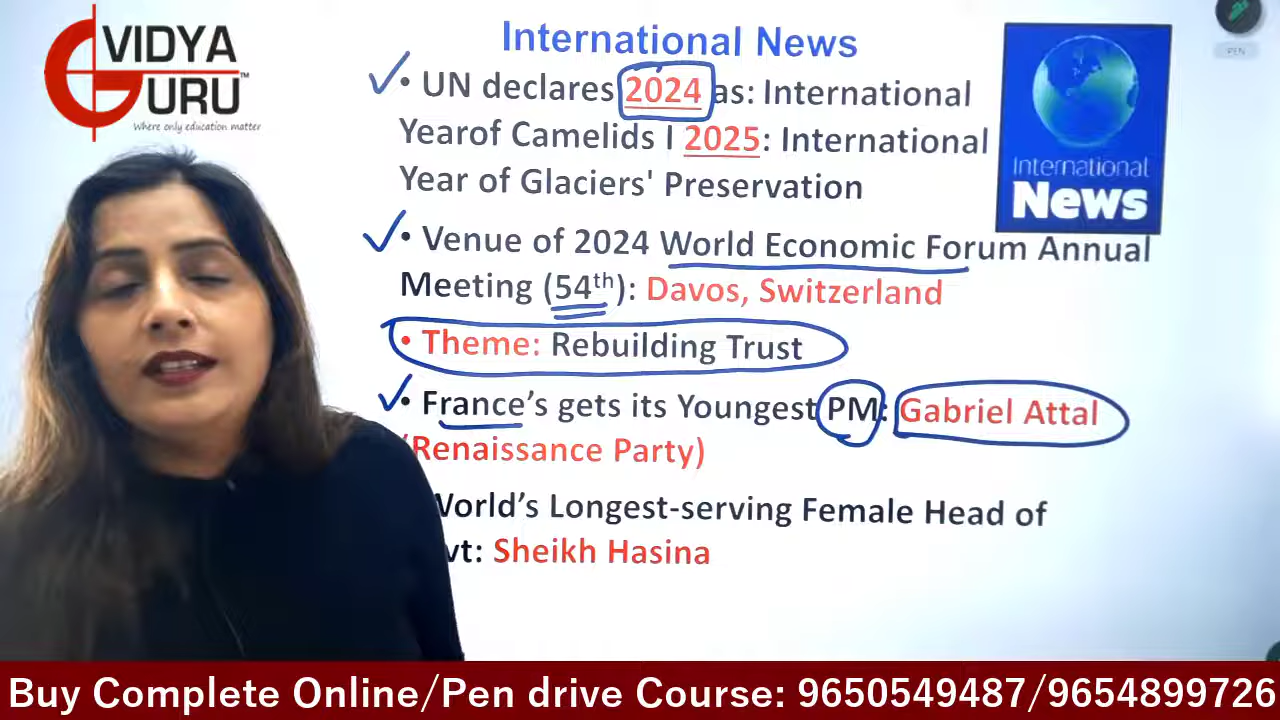 VIDYA
GURU™
Where only education matter
International News
PEN
• UN declares 2024 as: International
Yearof Camelids I 2025: International
Year of Glaciers' Preservation
International
News
• Venue of 2024 World Economic Forum Annual
Meeting (54th): Davos, Switzerland
• Theme: Rebuilding Trust
• France's gets its Youngest PM: Gabriel Attal
(Renaissance Party)
World's Longest-serving Female Head of
vt: Sheikh Hasina
Buy Complete Online/Pen drive Course: 9650549487/9654899726